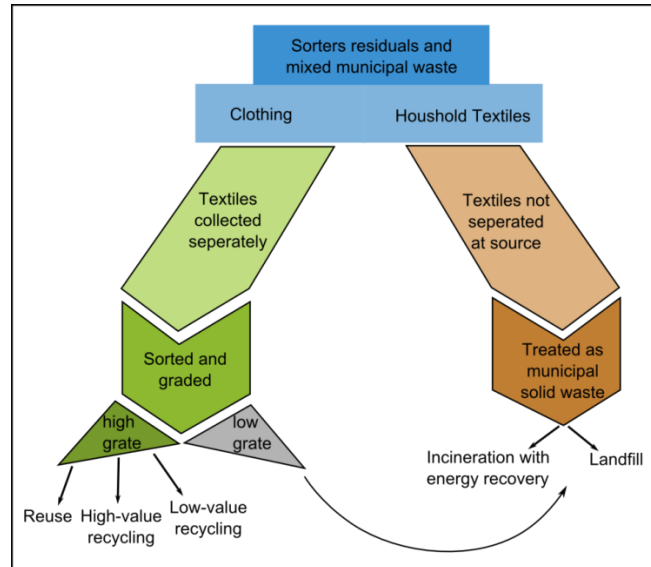 Sorters residuals and
mixed municipal waste
Clothing
Houshold Textiles
Textiles
collected
seperately
Textiles not
seperated
at source
Sorted and
graded
Treated as
municipal
solid waste
high
grate
low
grate
Incineration with
energy recovery
Landfill
Reuse
High-value
recycling
Low-value
recycling